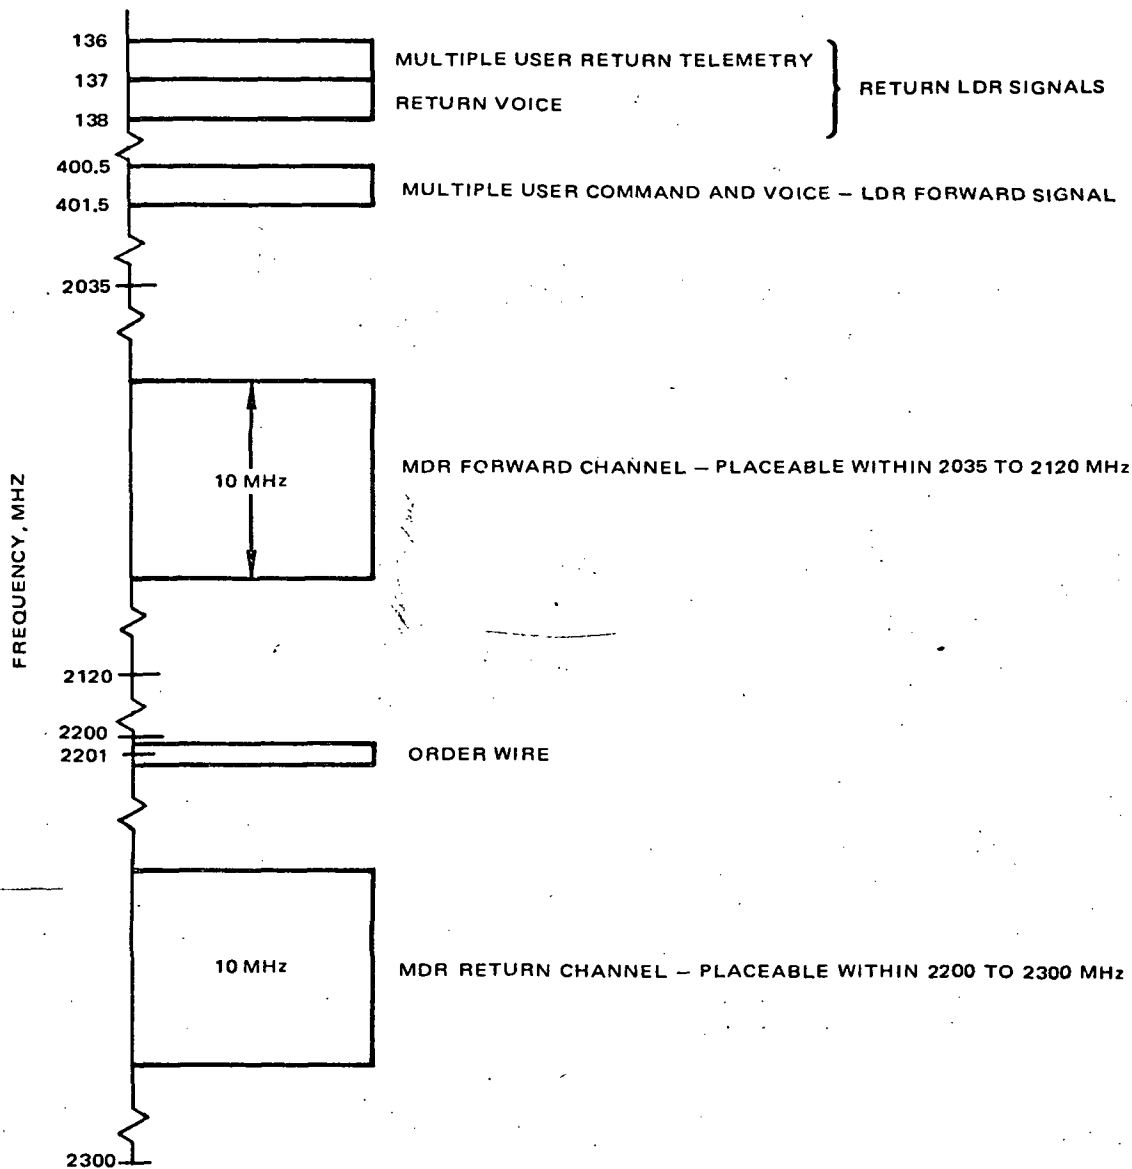 136
MULTIPLE USER RETURN TELEMETRY
137
RETURN LDR SIGNALS
RETURN VOICE
138
400.5
MULTIPLE USER COMMAND AND VOICE – LDR FORWARD SIGNAL
401.5
2035
MDR FORWARD CHANNEL – PLACEABLE WITHIN 2035 TO 2120 MHz
10 MHz
FREQUENCY, MHZ
2120
2200
2201
ORDER WIRE
10 MHz
MDR RETURN CHANNEL – PLACEABLE WITHIN 2200 TO 2300 MHz
2300